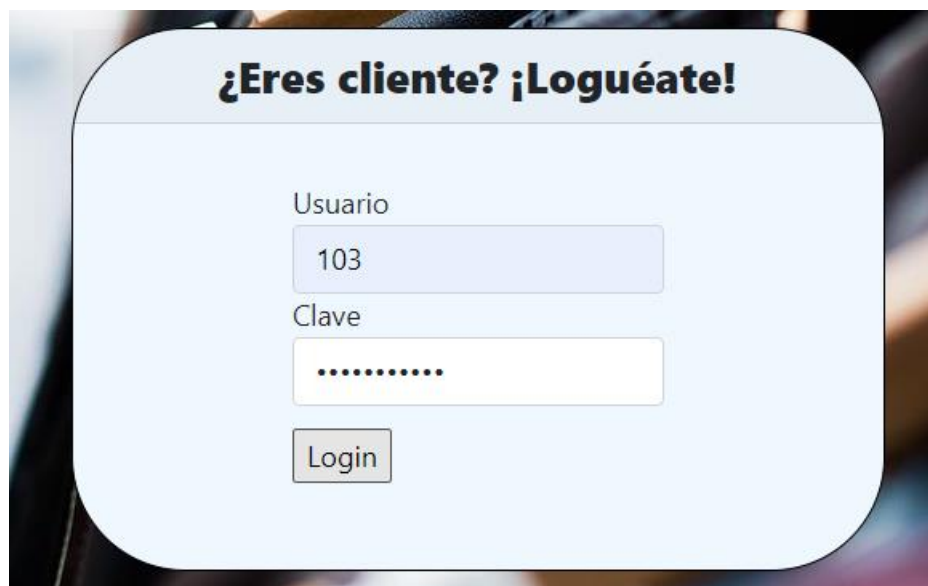 ¿Eres cliente? ¡Loguéate!
Usuario
103
Clave
•••••••••••
Login